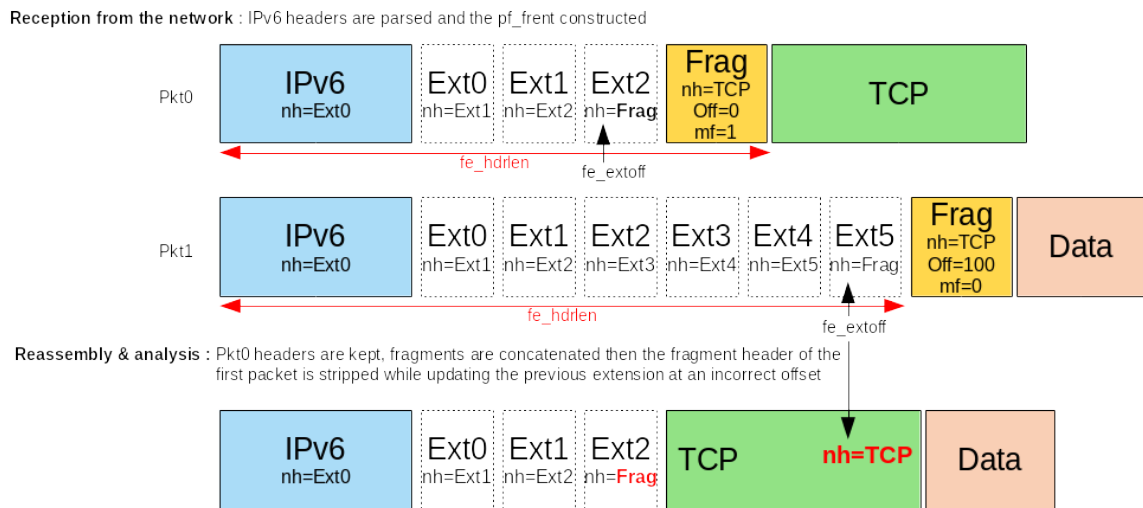 Reception from the network : IPv6 headers are parsed and the pf_frent constructed
Pkt0
IPv6
nh=Ext0
Ext0
nh=Ext1
Ext1
nh=Ext2
Ext2
nh=Frag
Frag
nh=TCP
Off=0
mf=1
TCP
fe_hdrlen
fe_extoff
Pkt1
IPv6
nh=Ext0
Ext0
nh=Ext1
Ext1
nh=Ext2
Ext2
nh=Ext3
Ext3
nh=Ext4
Ext4
nh=Ext5
Ext5
nh=Frag
Frag
nh=TCP
Off=100
mf=0
Data
fe_hdrlen
fe_extoff
Reassembly & analysis : Pkt0 headers are kept, fragments are concatenated then the fragment header of the
first packet is stripped while updating the previous extension at an incorrect offset
IPv6
nh=Ext0
Ext0
nh=Ext1
Ext1
nh=Ext2
Ext2
nh=Frag
TCP
nh=TCP
Data